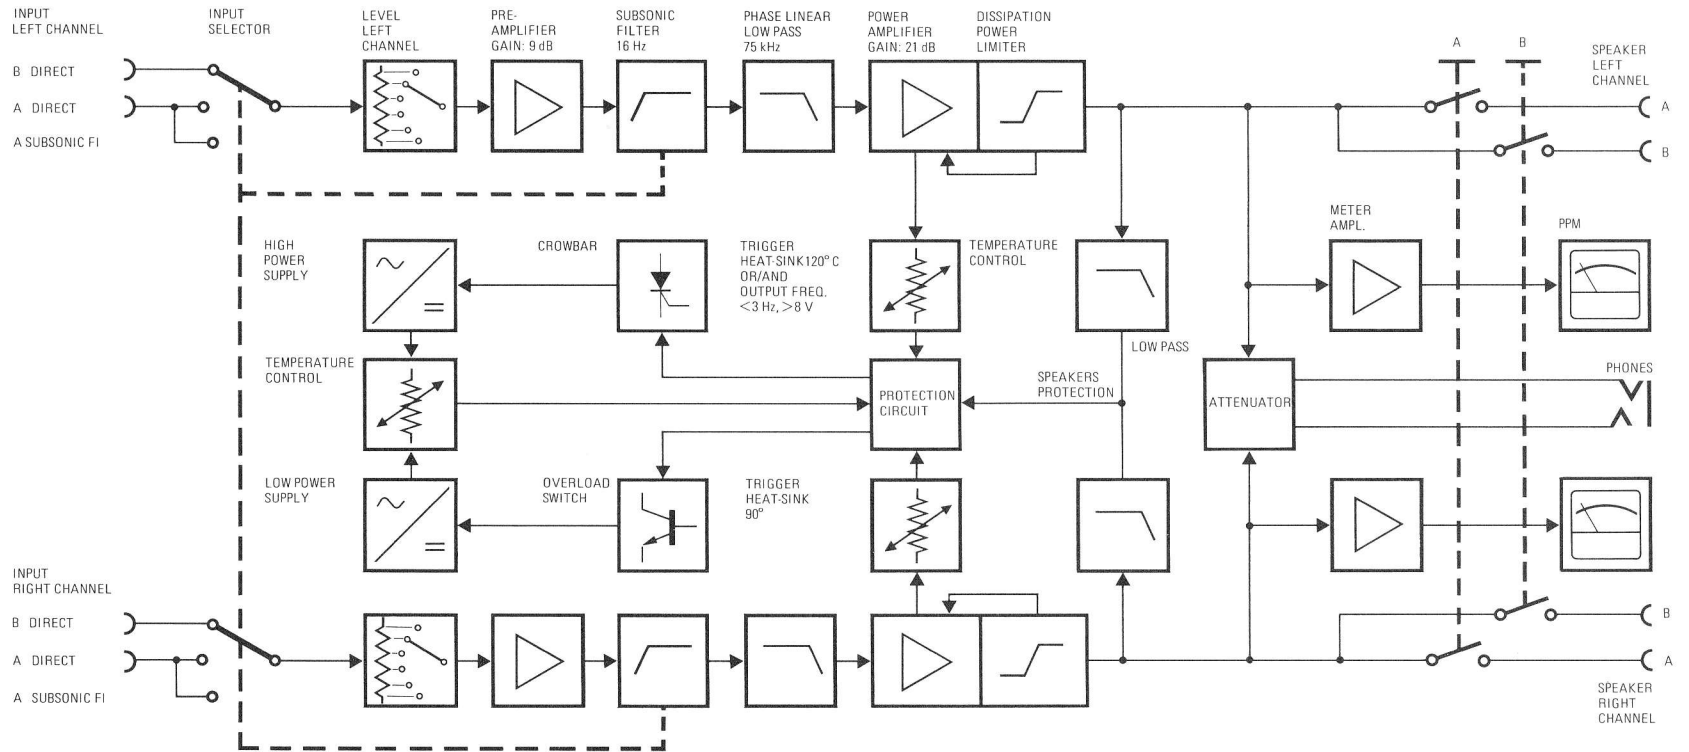 INPUT
LEFT CHANNEL
INPUT
SELECTOR
LEVEL
LEFT
CHANNEL
PRE-
AMPLIFIER
GAIN: 9 dB
SUBSONIC
FILTER
16 Hz
PHASE LINEAR
LOW PASS
75 kHz
POWER
AMPLIFIER
GAIN: 21 dB
DISSIPATION
POWER
LIMITER
A
B
SPEAKER
LEFT
CHANNEL
B DIRECT
A DIRECT
A SUBSONIC FI
A
B
HIGH
POWER
SUPPLY
CROWBAR
TRIGGER
HEAT-SINK 120° C
OR/AND
OUTPUT FREQ.
<3 Hz, >8 V
TEMPERATURE
CONTROL
METER
AMPL.
PPM
LOW PASS
TEMPERATURE
CONTROL
PROTECTION
CIRCUIT
SPEAKERS
PROTECTION
ATTENUATOR
PHONES
LOW POWER
SUPPLY
OVERLOAD
SWITCH
TRIGGER
HEAT-SINK
90°
INPUT
RIGHT CHANNEL
B DIRECT
A DIRECT
A SUBSONIC FI
B
A
SPEAKER
RIGHT
CHANNEL